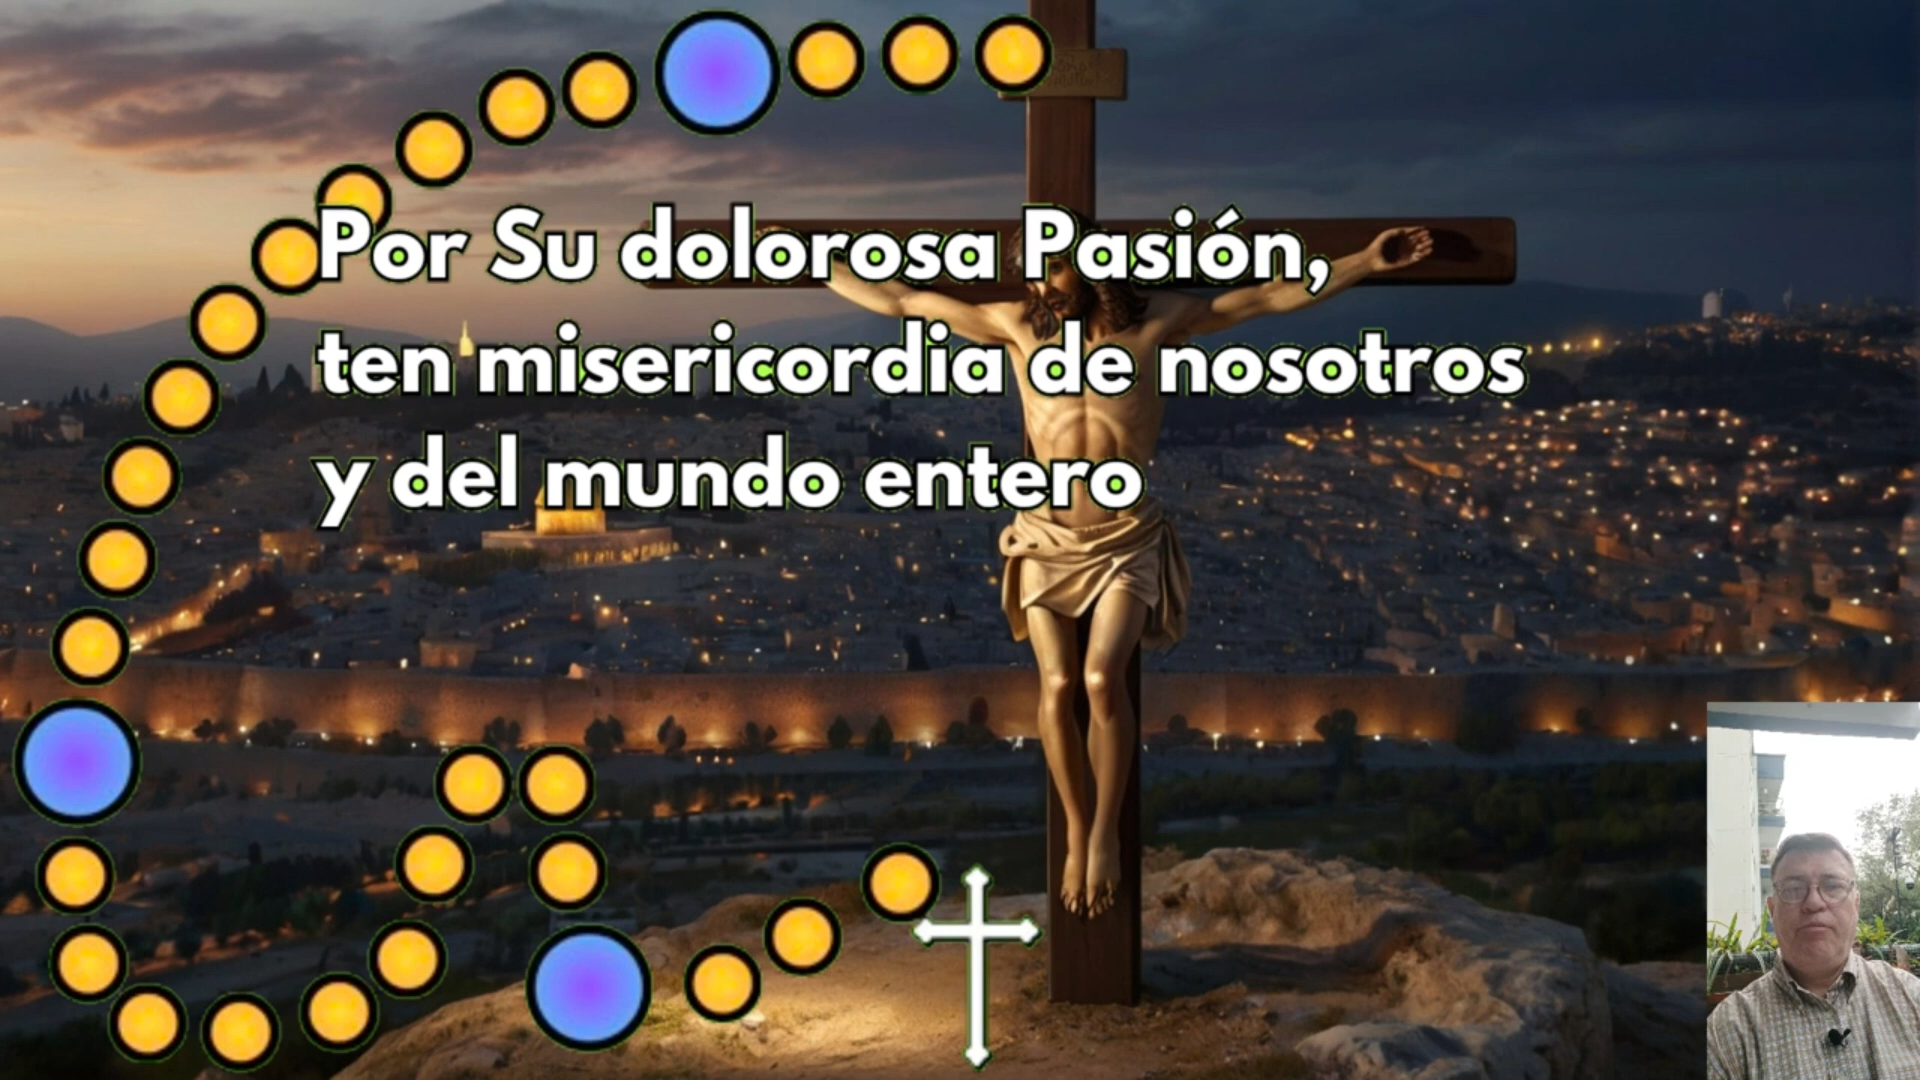 Por Su dolorosa Pasión,
ten misericordia de nosotros
y del mundo entero